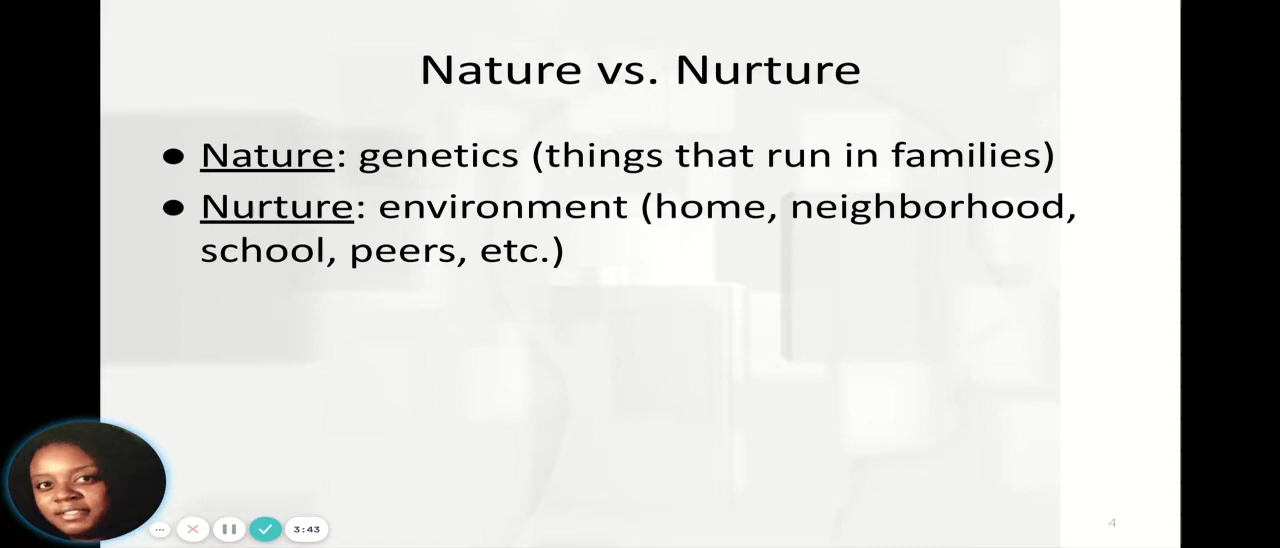 Nature vs. Nurture
● Nature: genetics (things that run in families)
● Nurture: environment (home, neighborhood,
school, peers, etc.)
3:43
4